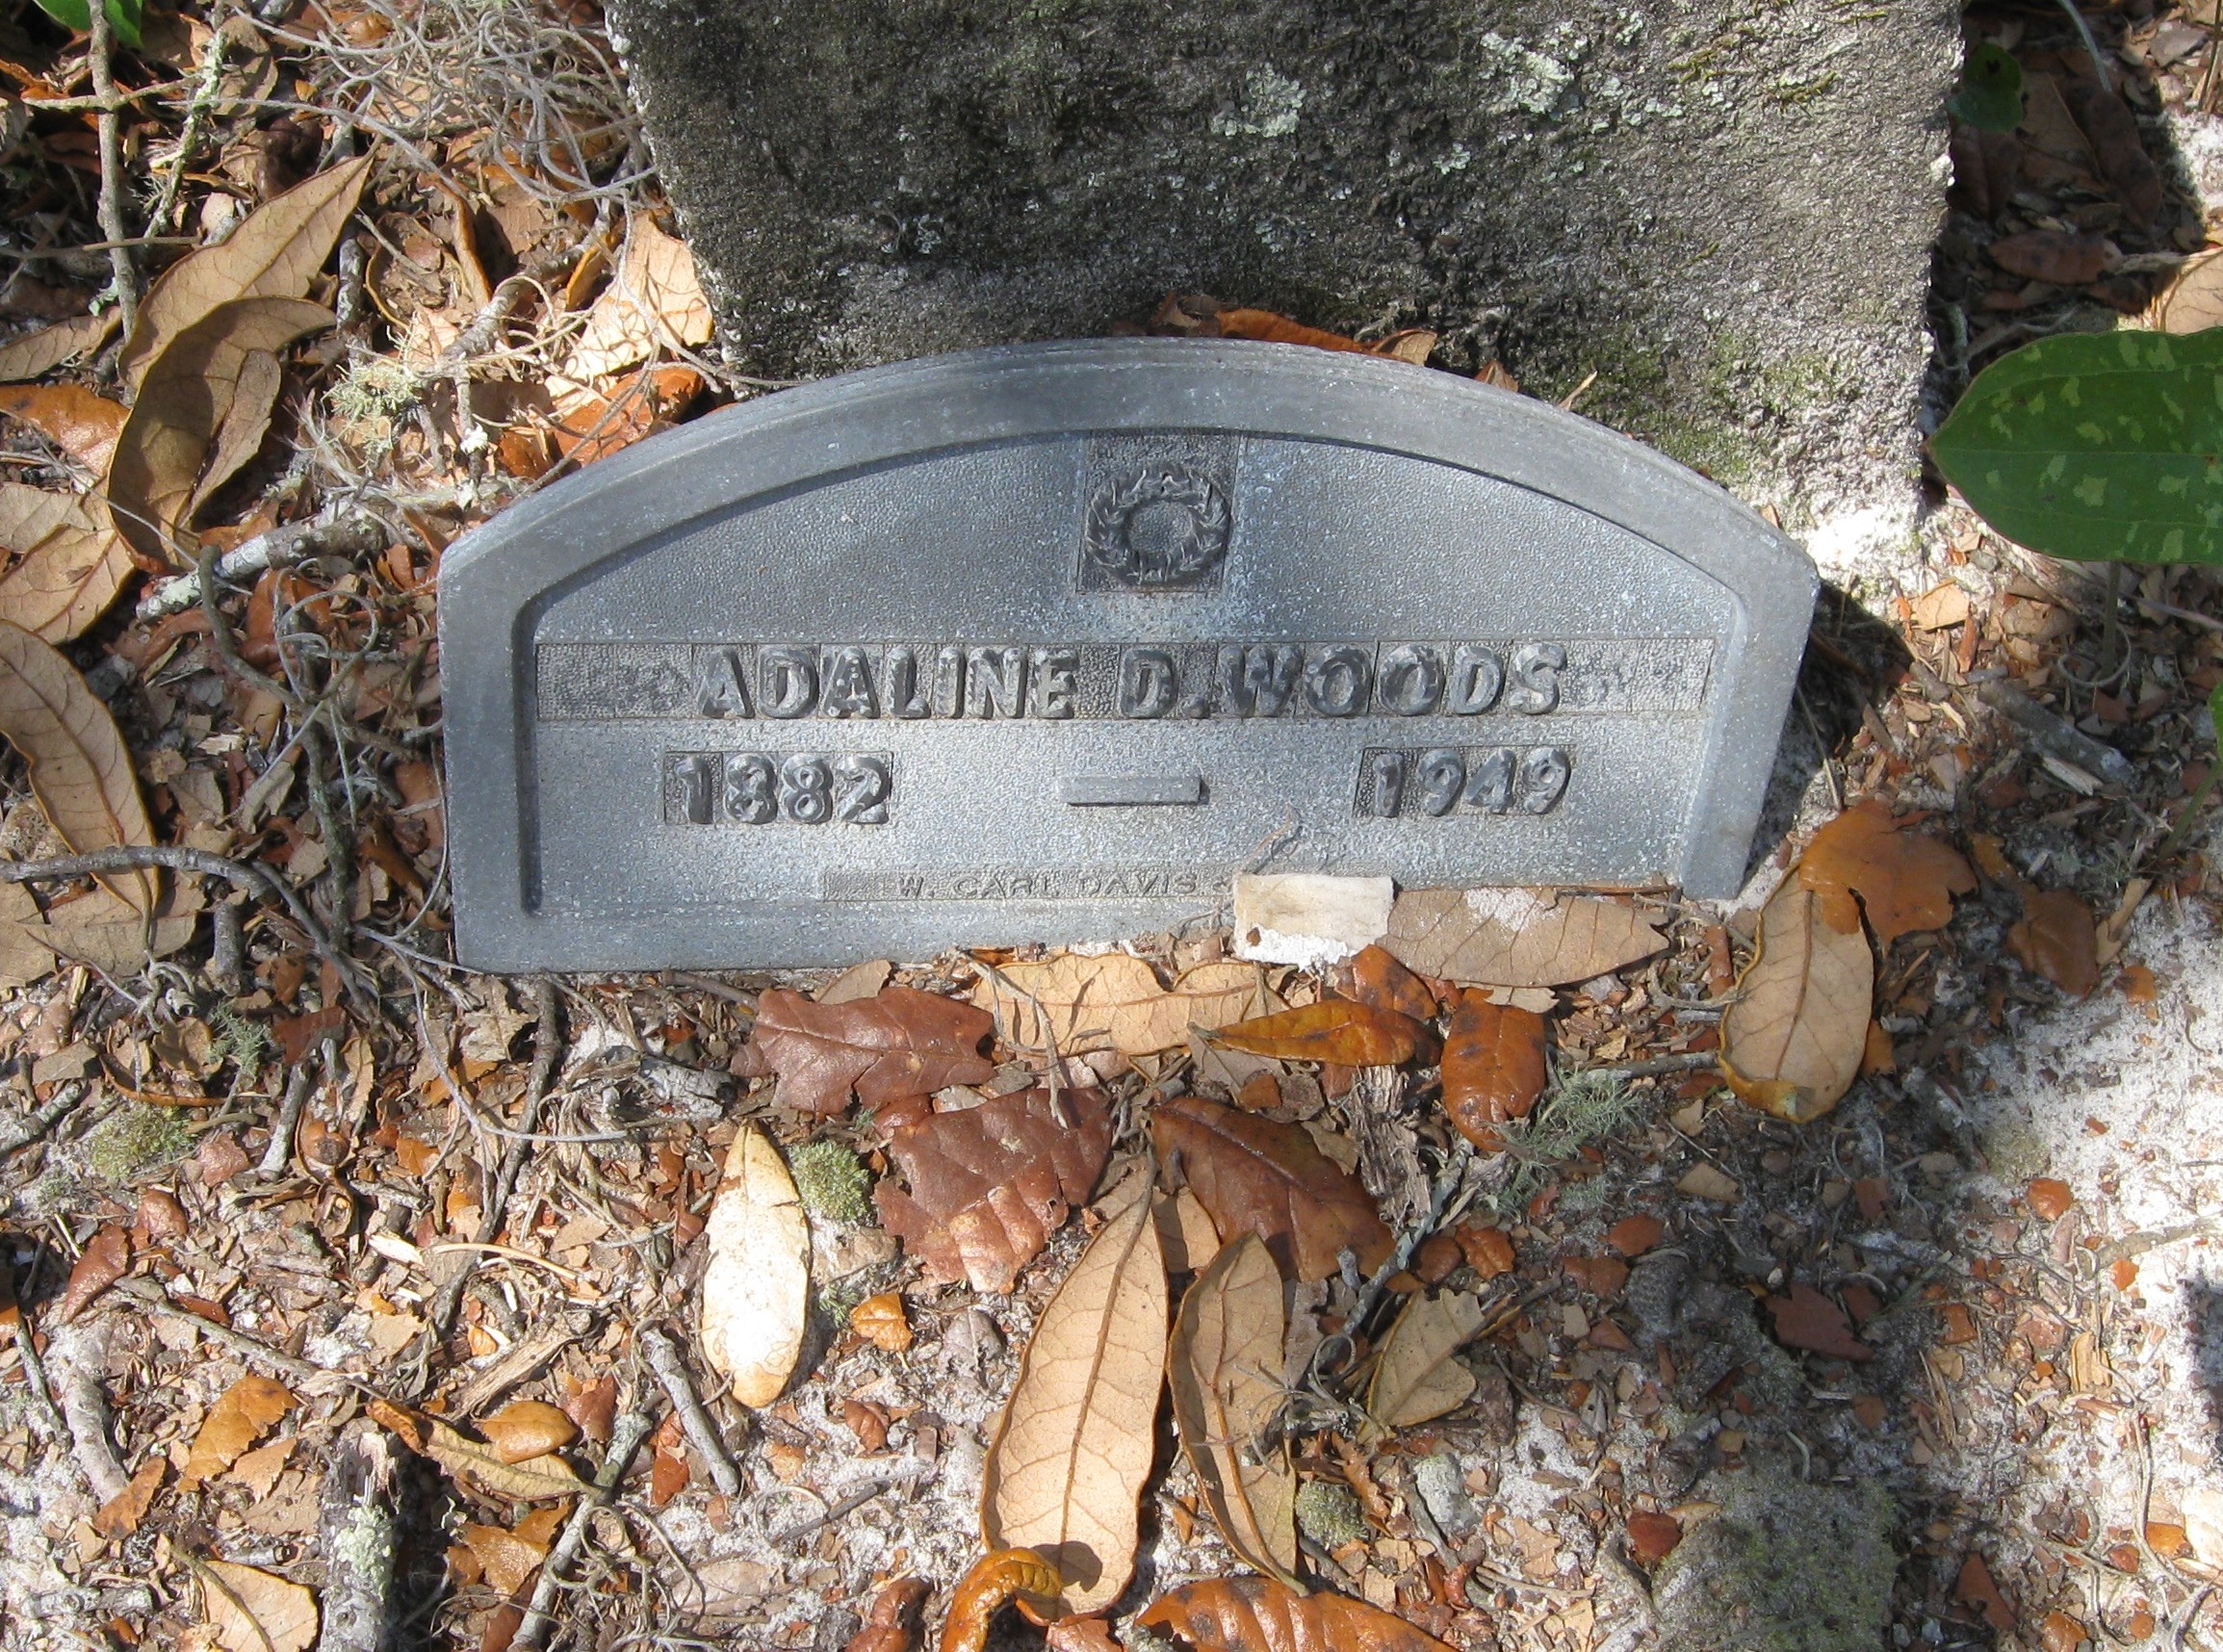 ADALINE D. WOODS
1882 — 1949
W. CARL DAVIS